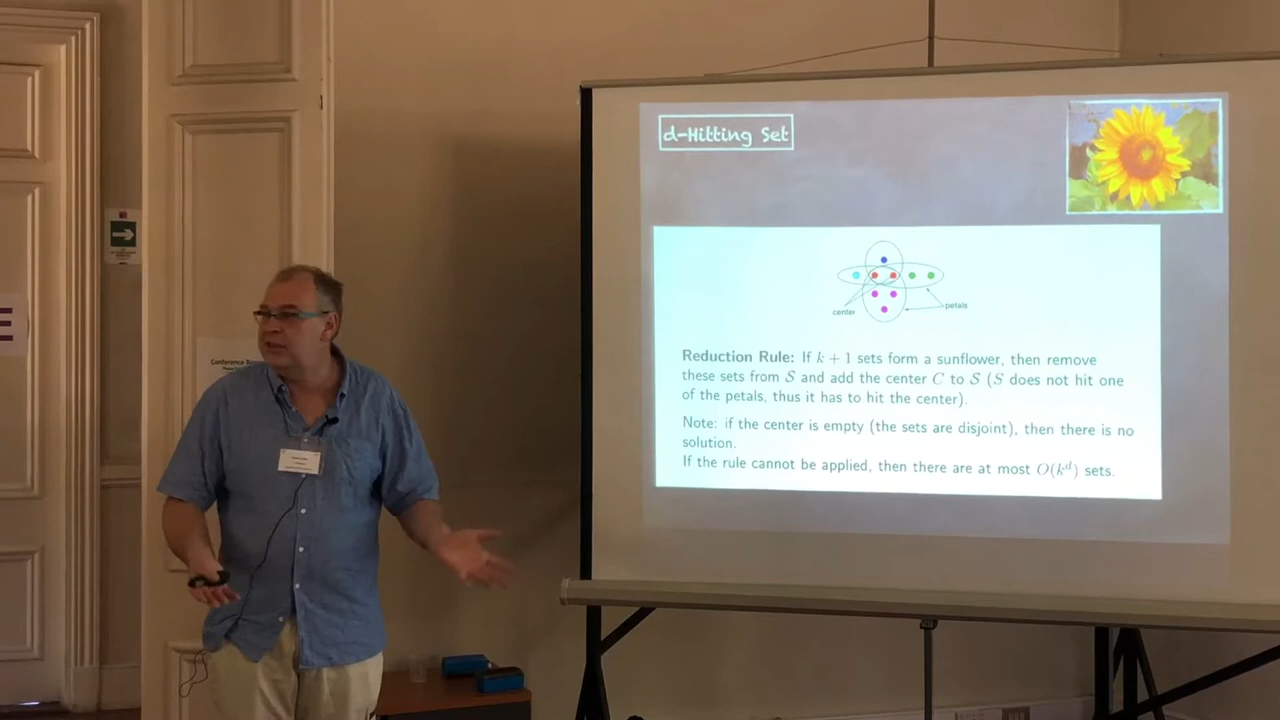 d-Hitting Set
center
petals
Reduction Rule: If k + 1 sets form a sunflower, then remove
these sets from S and add the center C to S (S does not hit one
of the petals, thus it has to hit the center).
Note: if the center is empty (the sets are disjoint), then there is no
solution.
If the rule cannot be applied, then there are at most O(k^d) sets.
Conference Room